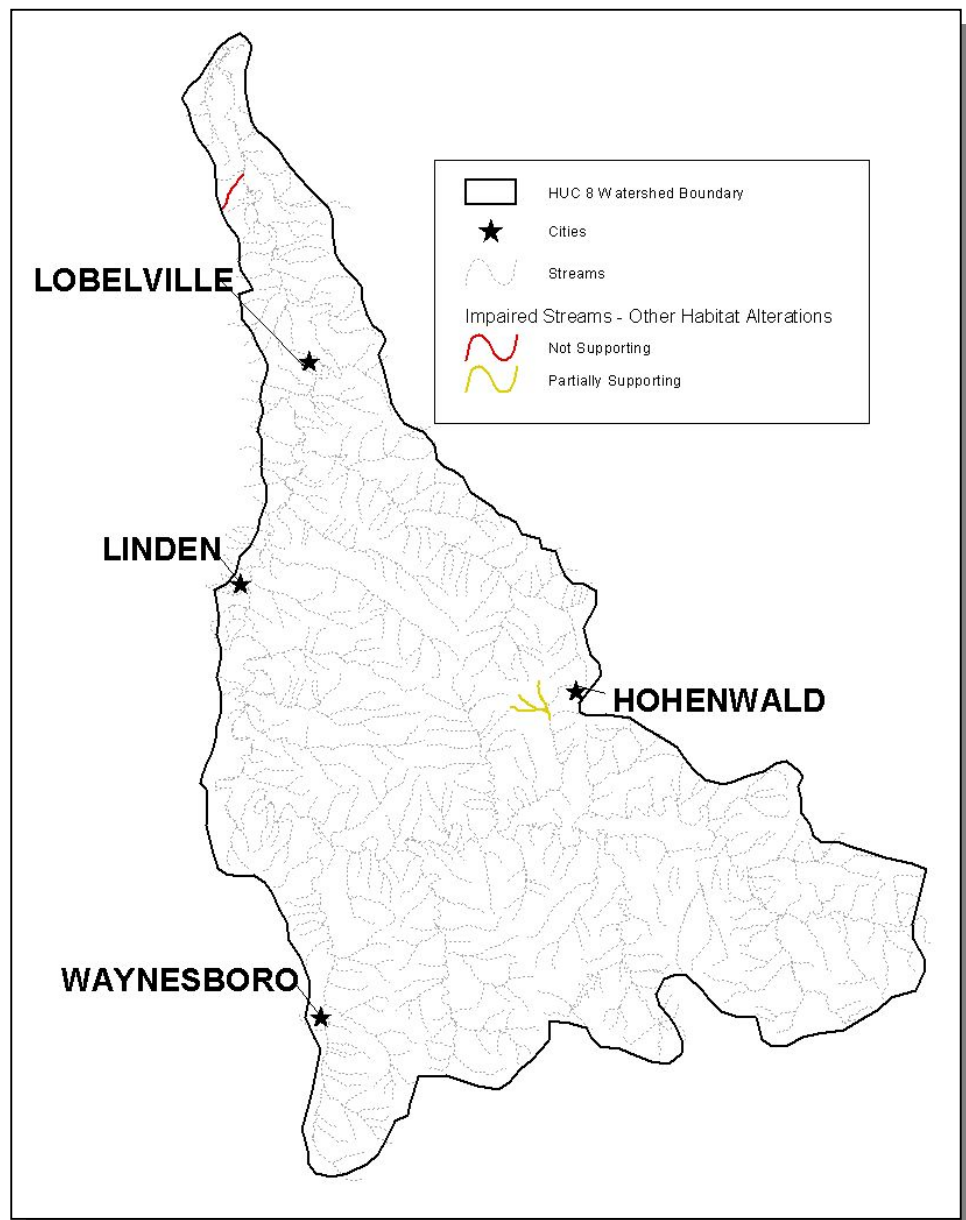 HUC 8 Watershed Boundary
Cities
Streams
Impaired Streams - Other Habitat Alterations
Not Supporting
Partially Supporting
LOBELVILLE
LINDEN
HOHENWALD
WAYNESBORO